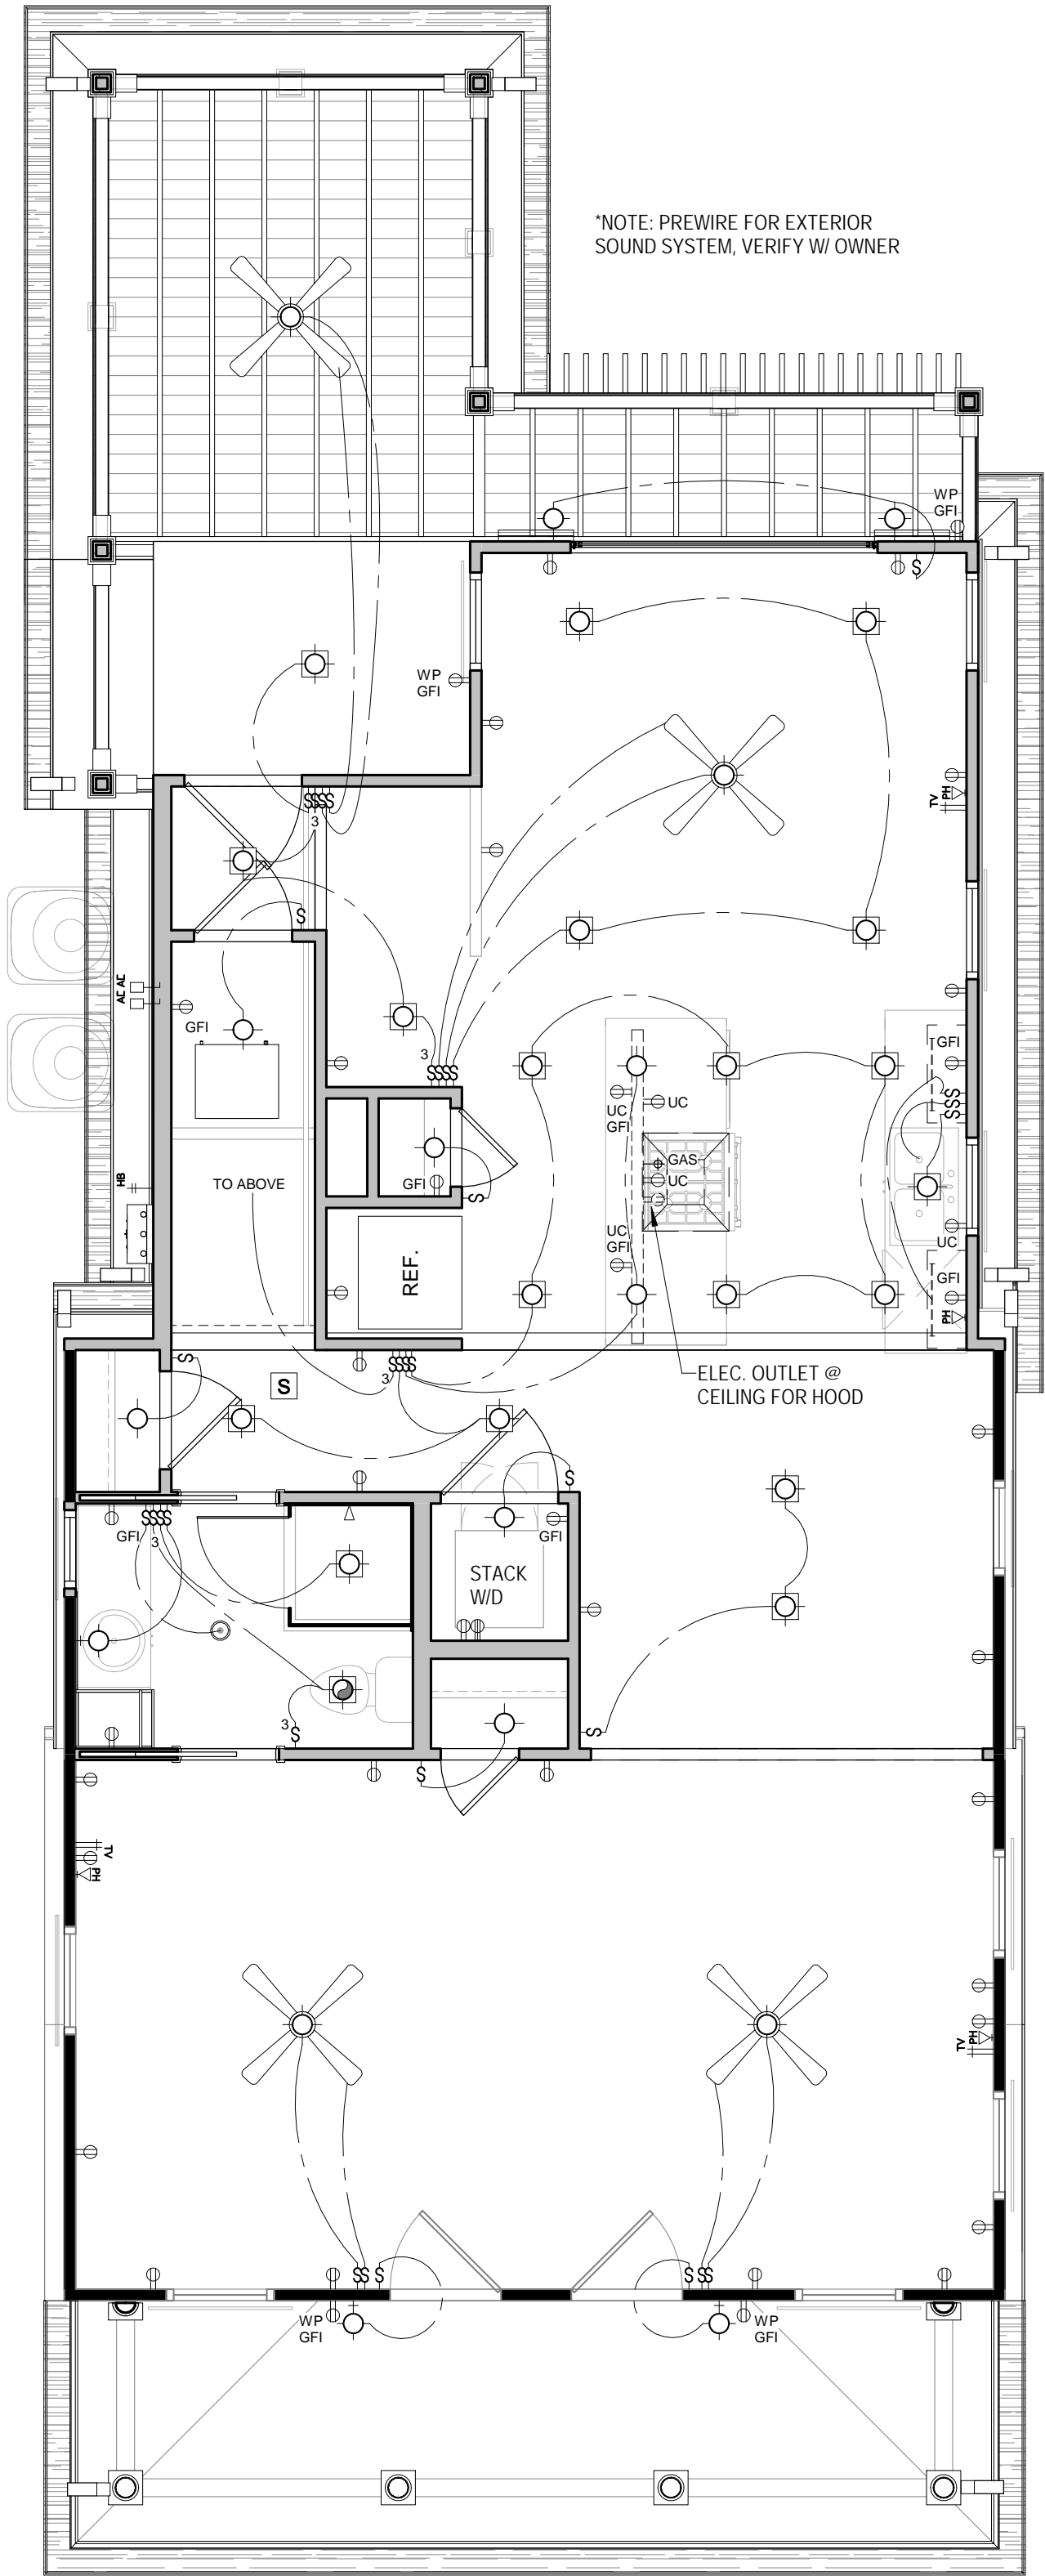 *NOTE: PREWIRE FOR EXTERIOR
SOUND SYSTEM, VERIFY W/ OWNER
WP
GFI
S
WP
GFI
TV
PH
SSSS
3
S
AC AC
GFI
3
SSSS
GFI
SSS
UC
GFI
UC
HB
TO ABOVE
GFI
S
GAS
UC
UC
GFI
UC
GFI
PH
REF.
3
SSSS
S
S
ELEC. OUTLET @
CEILING FOR HOOD
S
GFI
SSSS
3
GFI
STACK
W/D
3
S
S
S
TV
PH
TV
PH
SS
S
S
SS
WP
GFI
WP
GFI